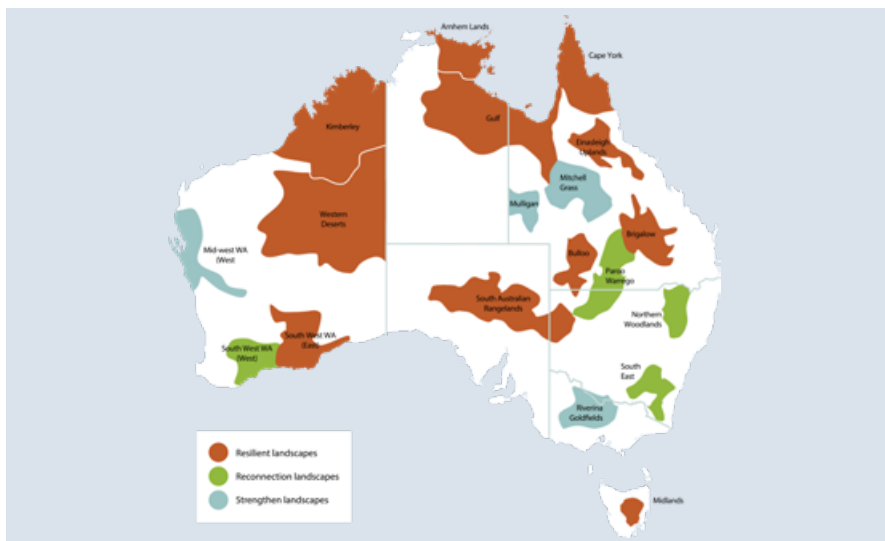 Arnhem Lands
Cape York
Kimberley
Gulf
Einasleigh
Uplands
Mitchell
Grass
Mulligan
Western
Deserts
Mid-west WA
(West
Brigalow
Bulloo
Paroo
Warrego
South Australian
Rangelands
Northern
Woodlands
South West WA
(East)
South West WA
(West)
South
East
Riverina
Goldfields
Resilient landscapes
Reconnection landscapes
Strengthen landscapes
Midlands